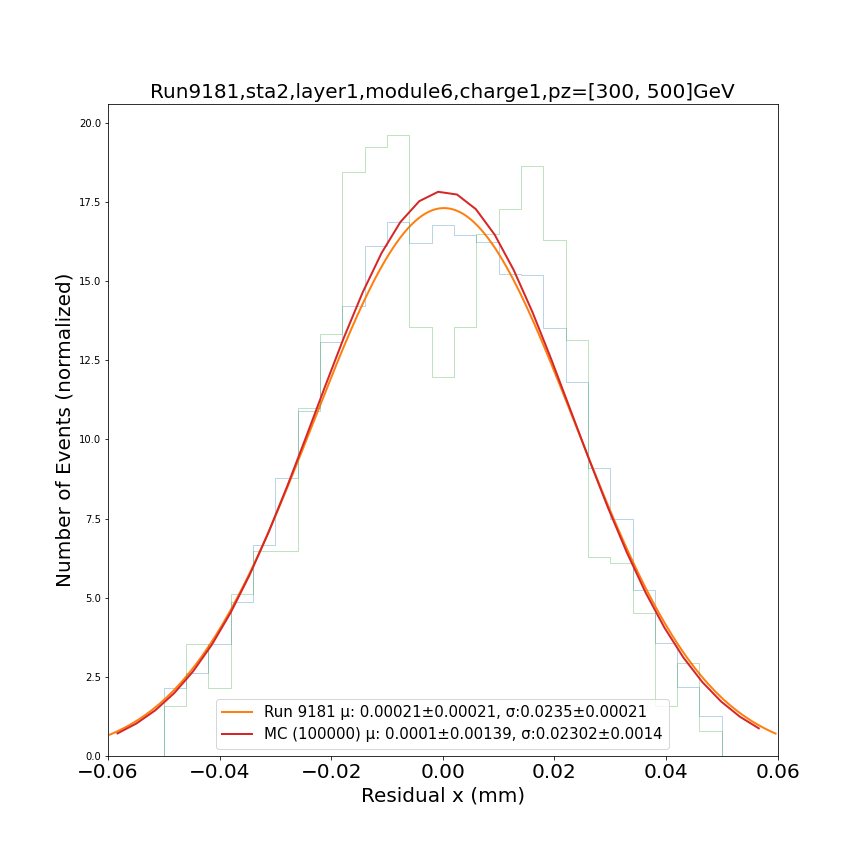 Run9181,sta2,layer1,module6,charge1,pz=[300, 500]GeV
20.0
17.5
15.0
12.5
10.0
7.5
5.0
2.5
0.0
Number of Events (normalized)
Run 9181 μ: 0.00021±0.00021, σ:0.0235±0.00021
MC (100000) μ: 0.0001±0.00139, σ:0.02302±0.0014
−0.06 −0.04 −0.02 0.00 0.02 0.04 0.06
Residual x (mm)